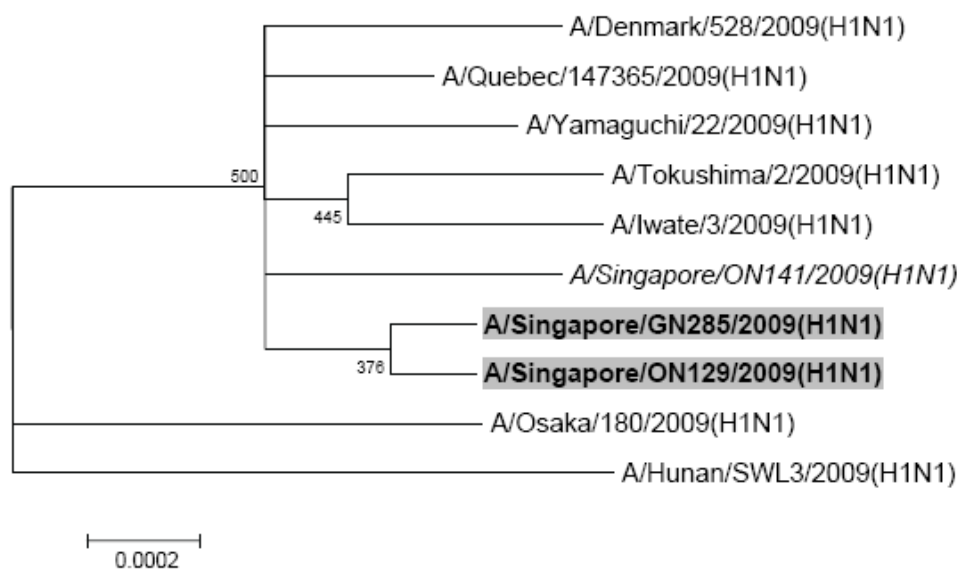 A/Denmark/528/2009(H1N1)
A/Quebec/147365/2009(H1N1)
A/Yamaguchi/22/2009(H1N1)
500
A/Tokushima/2/2009(H1N1)
445
A/Iwate/3/2009(H1N1)
A/Singapore/ON141/2009(H1N1)
A/Singapore/GN285/2009(H1N1)
376
A/Singapore/ON129/2009(H1N1)
A/Osaka/180/2009(H1N1)
A/Hunan/SWL3/2009(H1N1)
0.0002